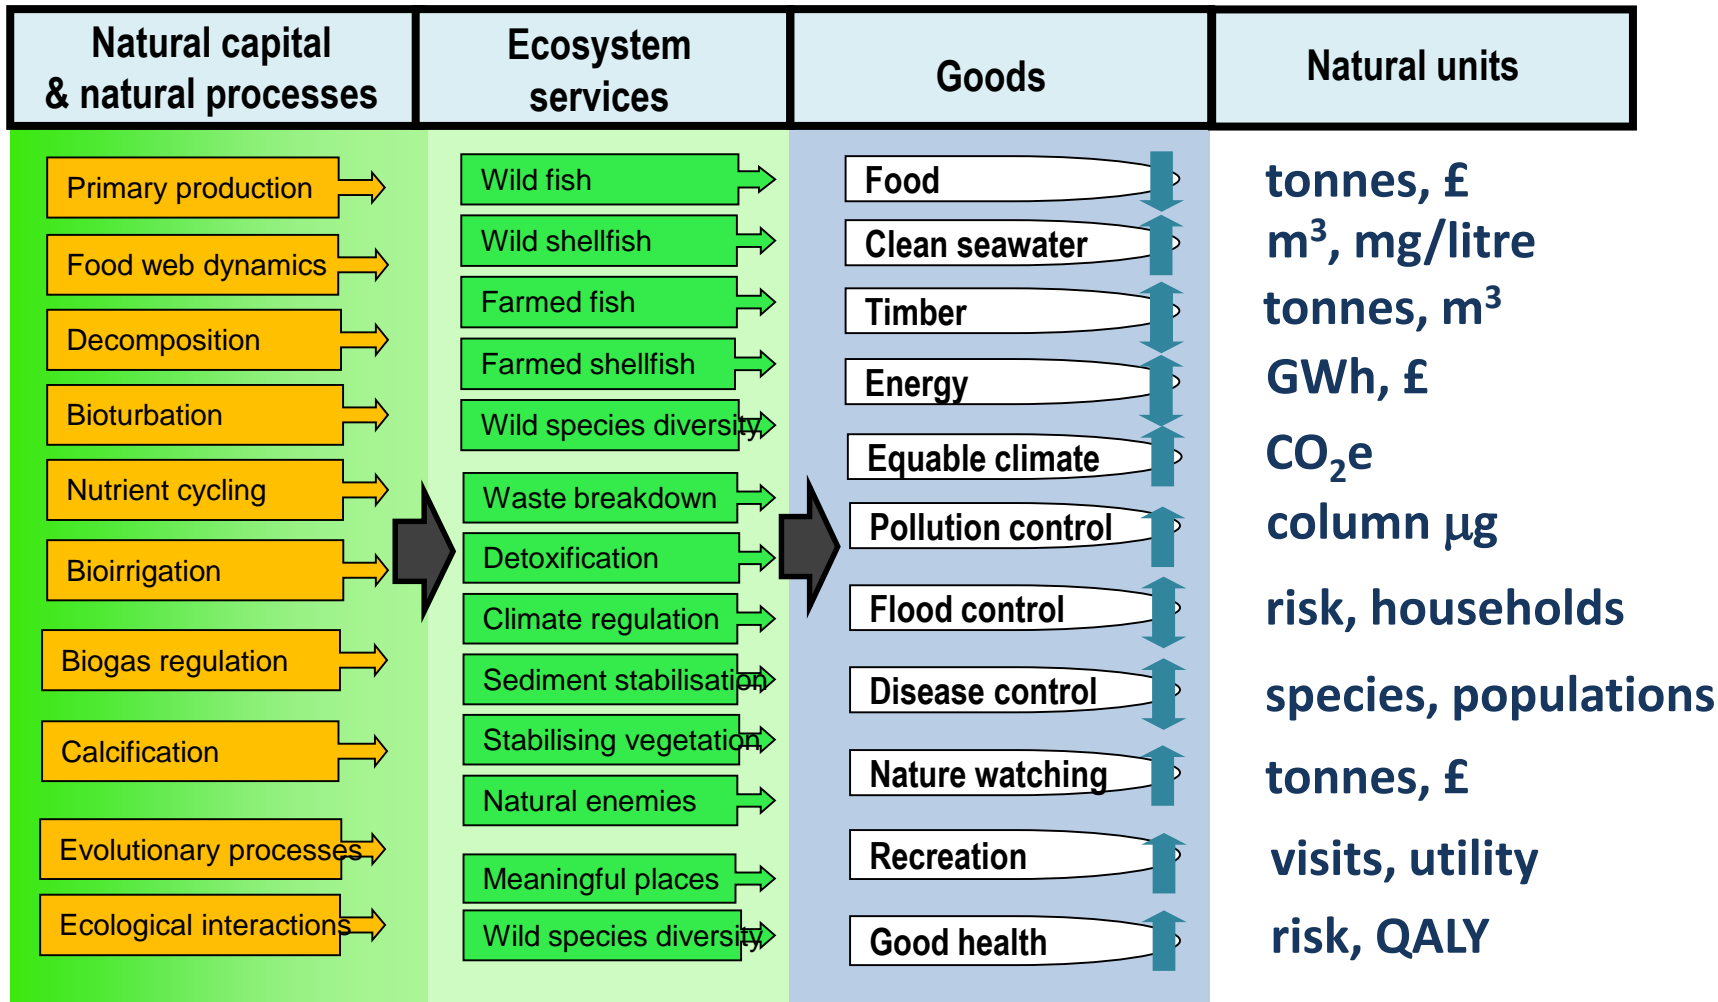 Natural capital
& natural processes
Ecosystem
services
Goods
Natural units
Primary production
Food web dynamics
Decomposition
Bioturbation
Nutrient cycling
Bioirrigation
Biogas regulation
Calcification
Evolutionary processes
Ecological interactions
Wild fish
Wild shellfish
Farmed fish
Farmed shellfish
Wild species diversity
Waste breakdown
Detoxification
Climate regulation
Sediment stabilisation
Stabilising vegetation
Natural enemies
Meaningful places
Wild species diversity
Food
Clean seawater
Timber
Energy
Equable climate
Pollution control
Flood control
Disease control
Nature watching
Recreation
Good health
tonnes, £
m³, mg/litre
tonnes, m³
GWh, £
CO₂e
column μg
risk, households
species, populations
tonnes, £
visits, utility
risk, QALY